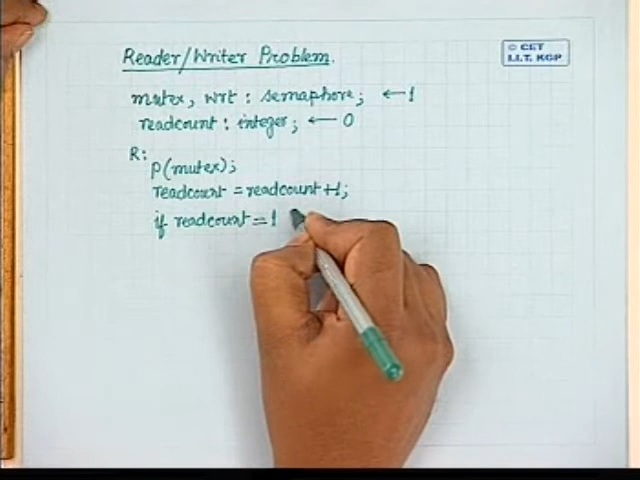 Reader/Writer Problem.
© CET
I.I.T. KGP
mutex, wrt : semaphore; ← 1
readcount : integer; ← 0
R:
P(mutex);
readcount = readcount +1;
if readcount = 1